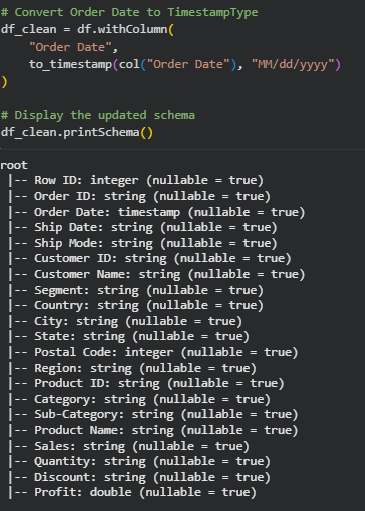 # Convert Order Date to TimestampType
df_clean = df.withColumn(
    "Order Date",
    to_timestamp(col("Order Date"), "MM/dd/yyyy")
)
# Display the updated schema
df_clean.printSchema()
root
 |-- Row ID: integer (nullable = true)
 |-- Order ID: string (nullable = true)
 |-- Order Date: timestamp (nullable = true)
 |-- Ship Date: string (nullable = true)
 |-- Ship Mode: string (nullable = true)
 |-- Customer ID: string (nullable = true)
 |-- Customer Name: string (nullable = true)
 |-- Segment: string (nullable = true)
 |-- Country: string (nullable = true)
 |-- City: string (nullable = true)
 |-- State: string (nullable = true)
 |-- Postal Code: integer (nullable = true)
 |-- Region: string (nullable = true)
 |-- Product ID: string (nullable = true)
 |-- Category: string (nullable = true)
 |-- Sub-Category: string (nullable = true)
 |-- Product Name: string (nullable = true)
 |-- Sales: string (nullable = true)
 |-- Quantity: string (nullable = true)
 |-- Discount: string (nullable = true)
 |-- Profit: double (nullable = true)